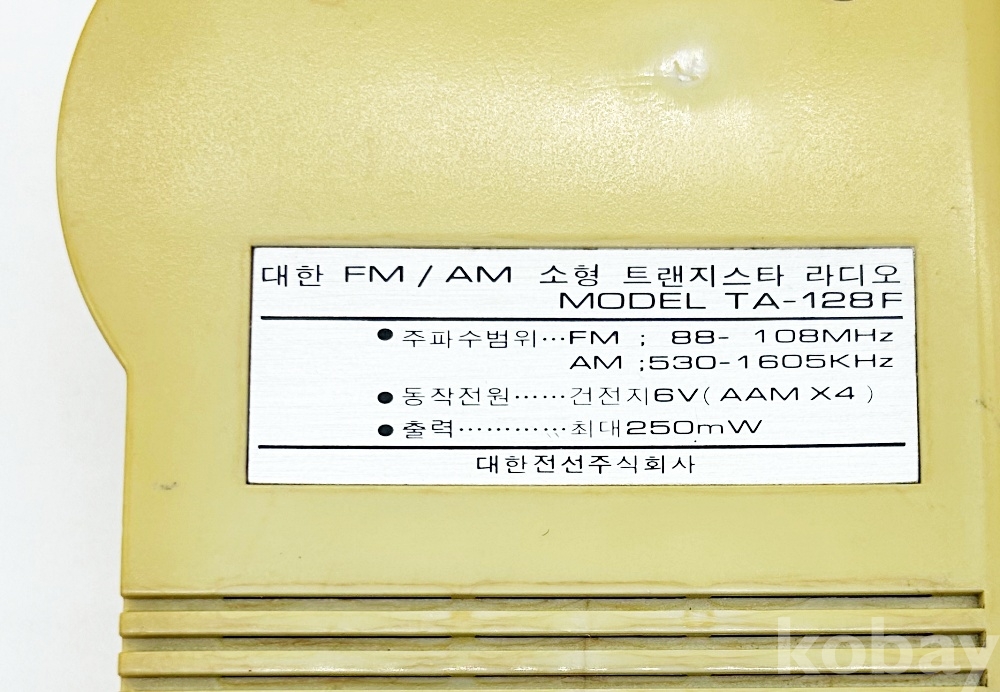 대한 FM / AM 소형 트랜지스타 라디오
MODEL TA-128F
● 주파수범위…FM ; 88- 108MHz
AM ;530-1605KHz
● 동작전원……건전지6V( AAM X4 )
● 출력…………최대250mW
대한전선주식회사
kobay